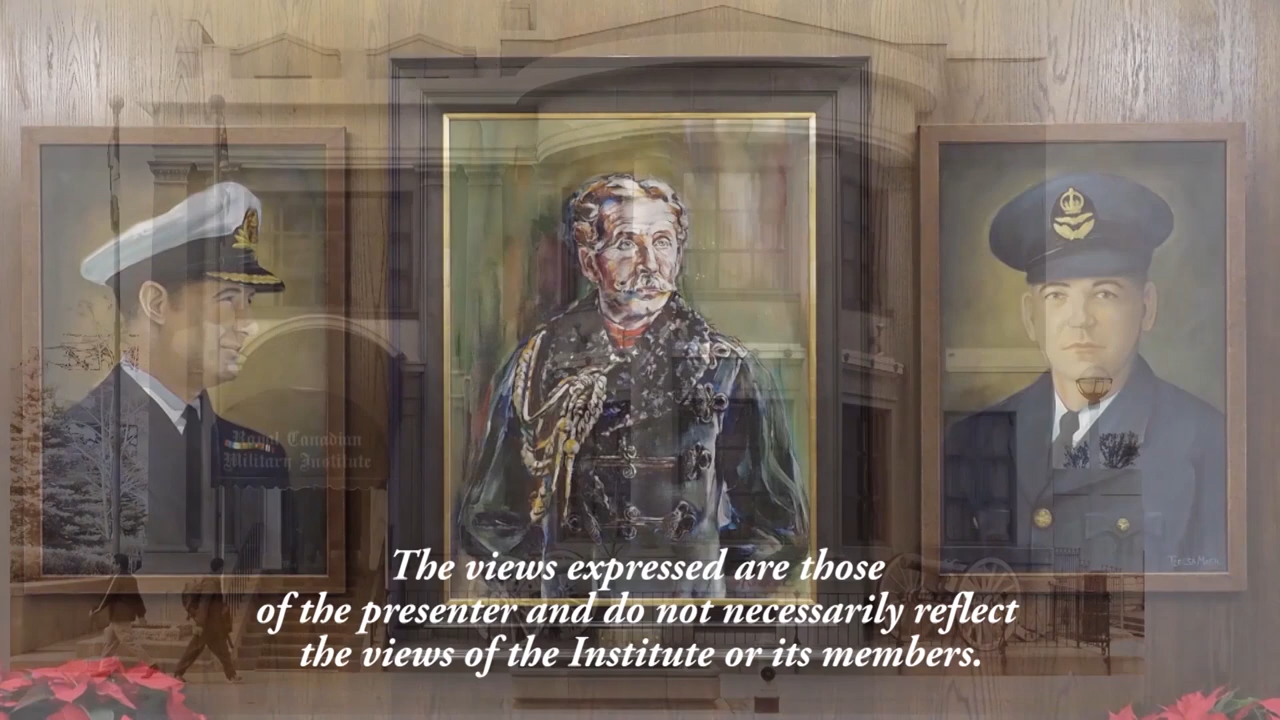 Royal Canadian
Military Institute
The views expressed are those
of the presenter and do not necessarily reflect
the views of the Institute or its members.